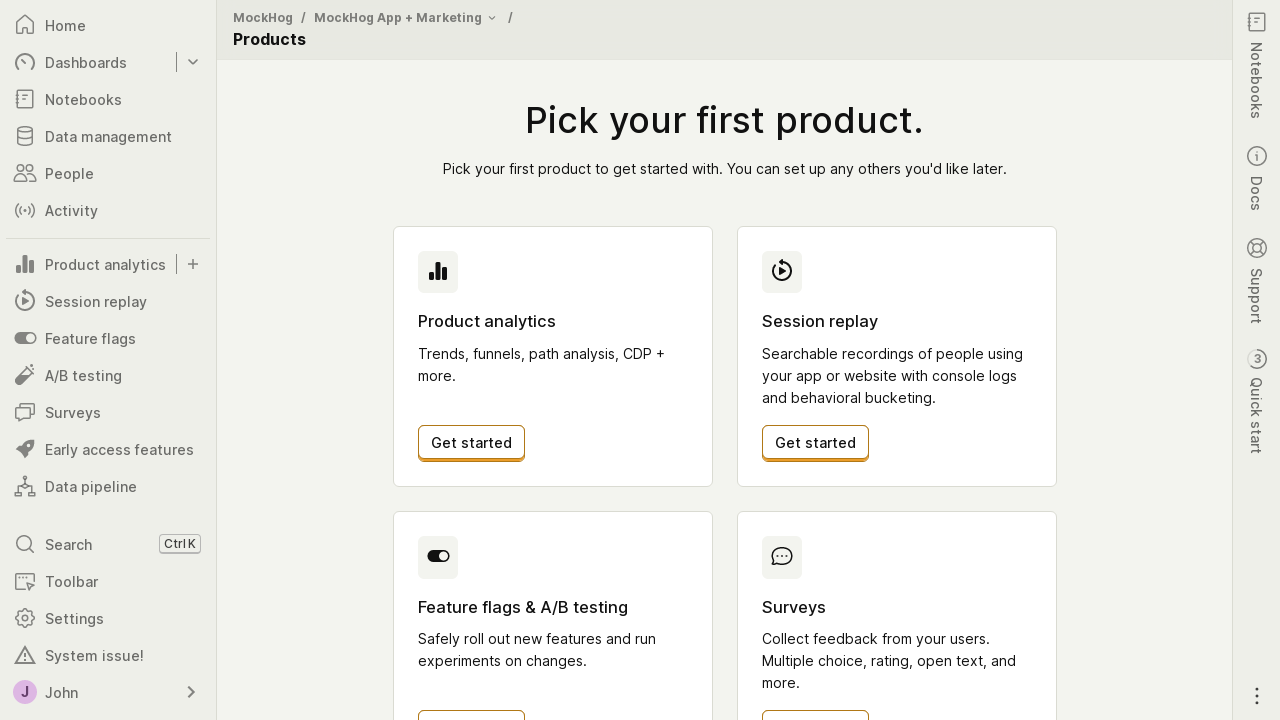 Home
Dashboards
Notebooks
Data management
People
Activity
Product analytics
Session replay
Feature flags
A/B testing
Surveys
Early access features
Data pipeline
Search Ctrl K
Toolbar
Settings
System issue!
J John
MockHog / MockHog App + Marketing /
Products
Pick your first product.
Pick your first product to get started with. You can set up any others you'd like later.
Product analytics
Trends, funnels, path analysis, CDP +
more.
Get started
Session replay
Searchable recordings of people using
your app or website with console logs
and behavioral bucketing.
Get started
Feature flags & A/B testing
Safely roll out new features and run
experiments on changes.
Surveys
Collect feedback from your users.
Multiple choice, rating, open text, and
more.
Notebooks
Docs
Support
3 Quick start